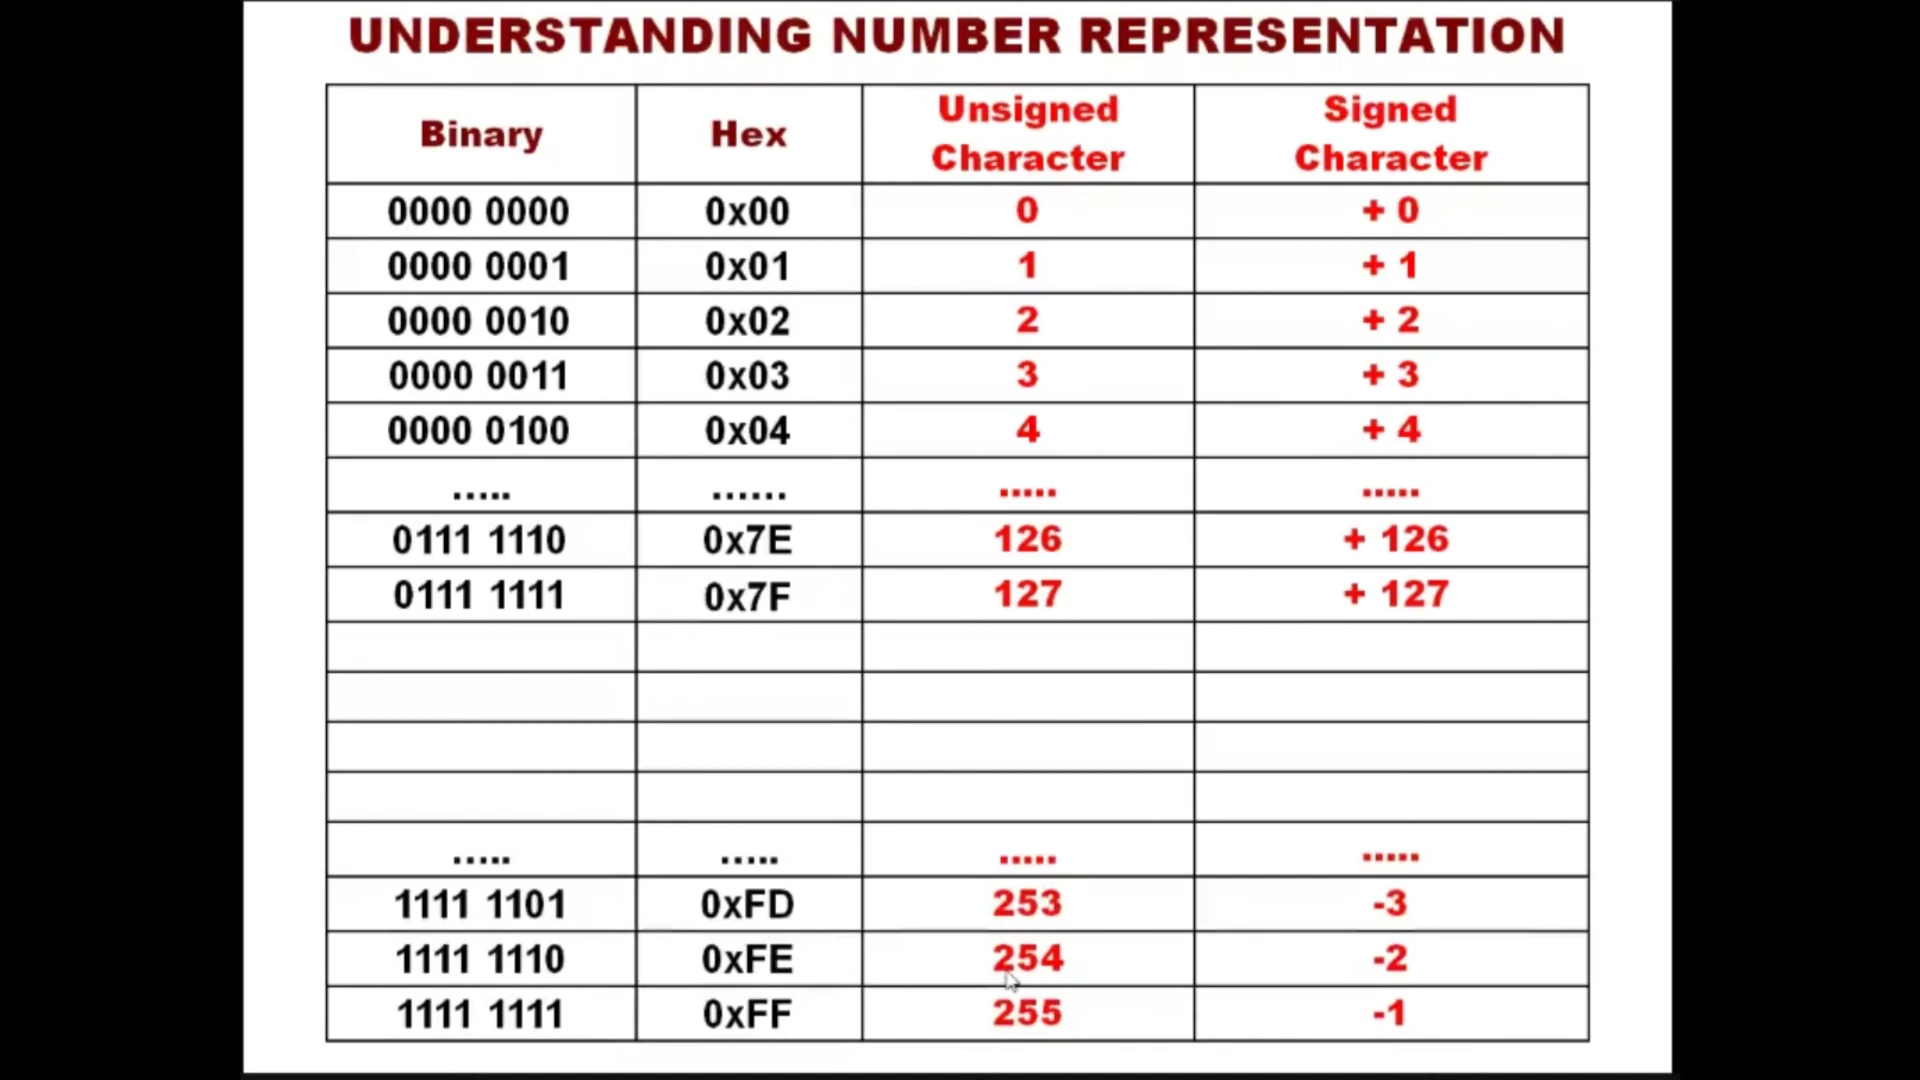 UNDERSTANDING NUMBER REPRESENTATION
Binary Hex Unsigned Character Signed Character
0000 0000 0x00 0 + 0
0000 0001 0x01 1 + 1
0000 0010 0x02 2 + 2
0000 0011 0x03 3 + 3
0000 0100 0x04 4 + 4
..... ...... ..... .....
0111 1110 0x7E 126 + 126
0111 1111 0x7F 127 + 127
..... ..... ..... .....
1111 1101 0xFD 253 -3
1111 1110 0xFE 254 -2
1111 1111 0xFF 255 -1